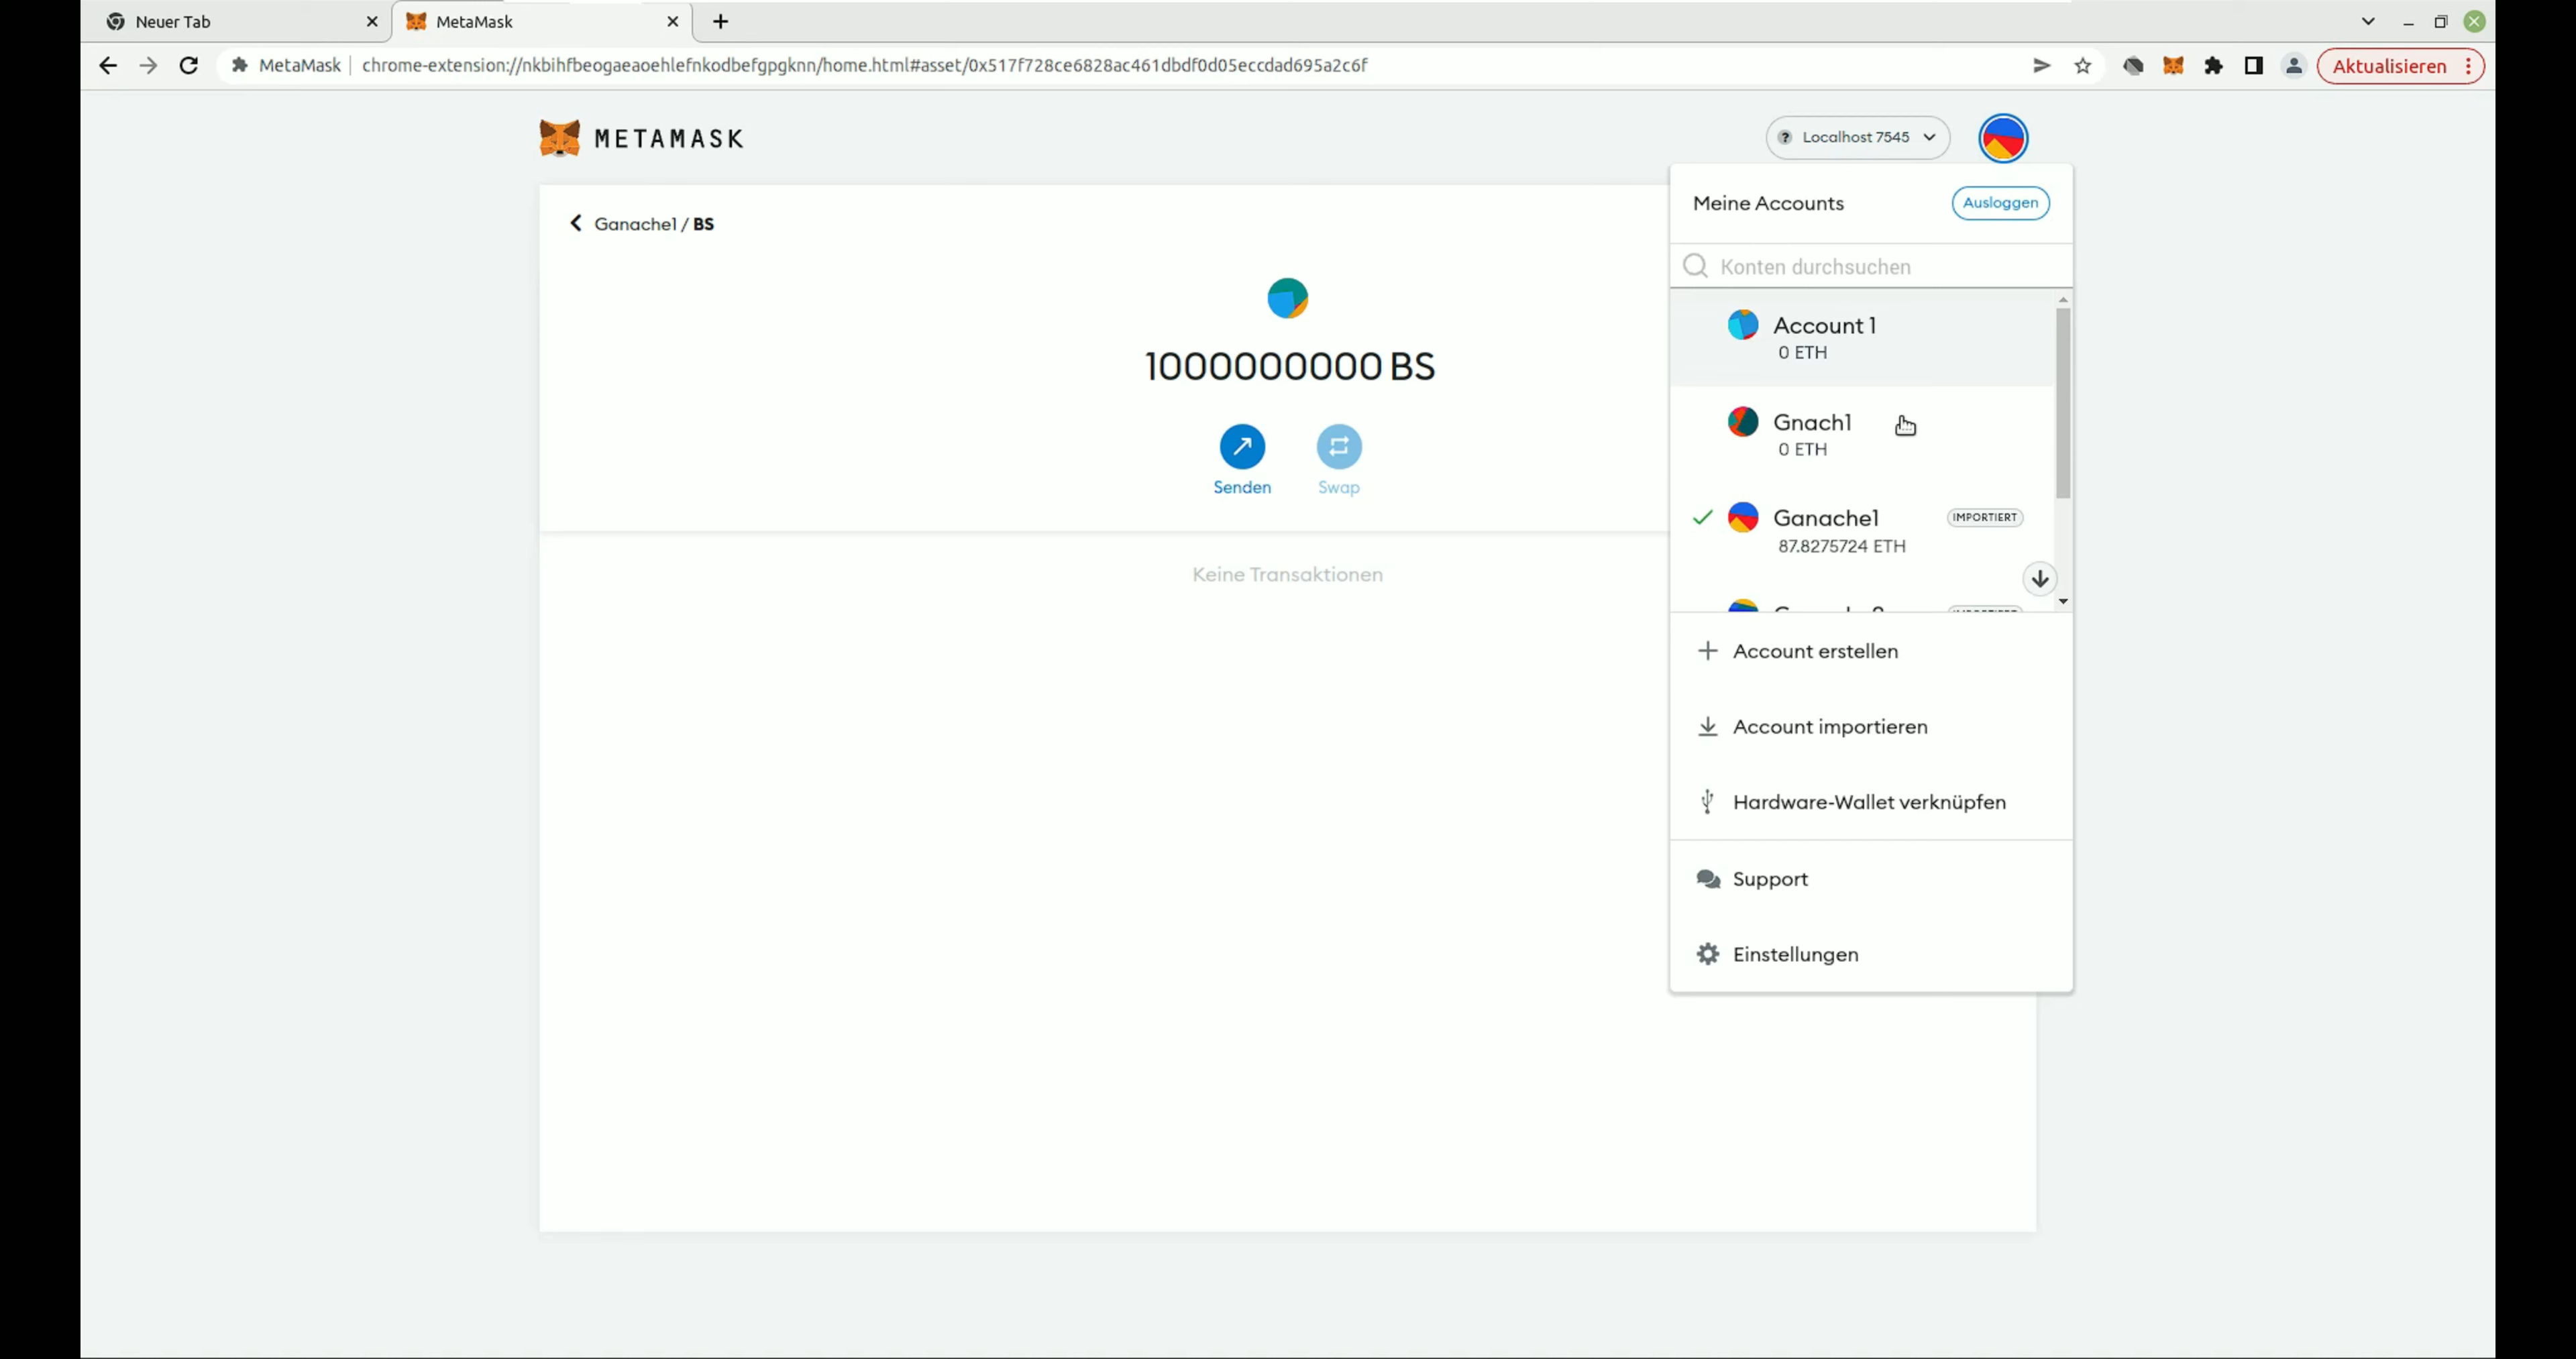 Neuer Tab
MetaMask
MetaMask
chrome-extension://nkbihfbeogaeaoehlefnkodbefgpgknn/home.html#asset/0x517f728ce6828ac461dbdf0d05eccdad695a2c6f
Aktualisieren
METAMASK
Localhost 7545
Ganache1 / BS
1000000000 BS
Senden
Swap
Keine Transaktionen
Meine Accounts
Ausloggen
Konten durchsuchen
Account 1
0 ETH
Gnach1
0 ETH
Ganache1
IMPORTIERT
87.8275724 ETH
Account erstellen
Account importieren
Hardware-Wallet verknüpfen
Support
Einstellungen